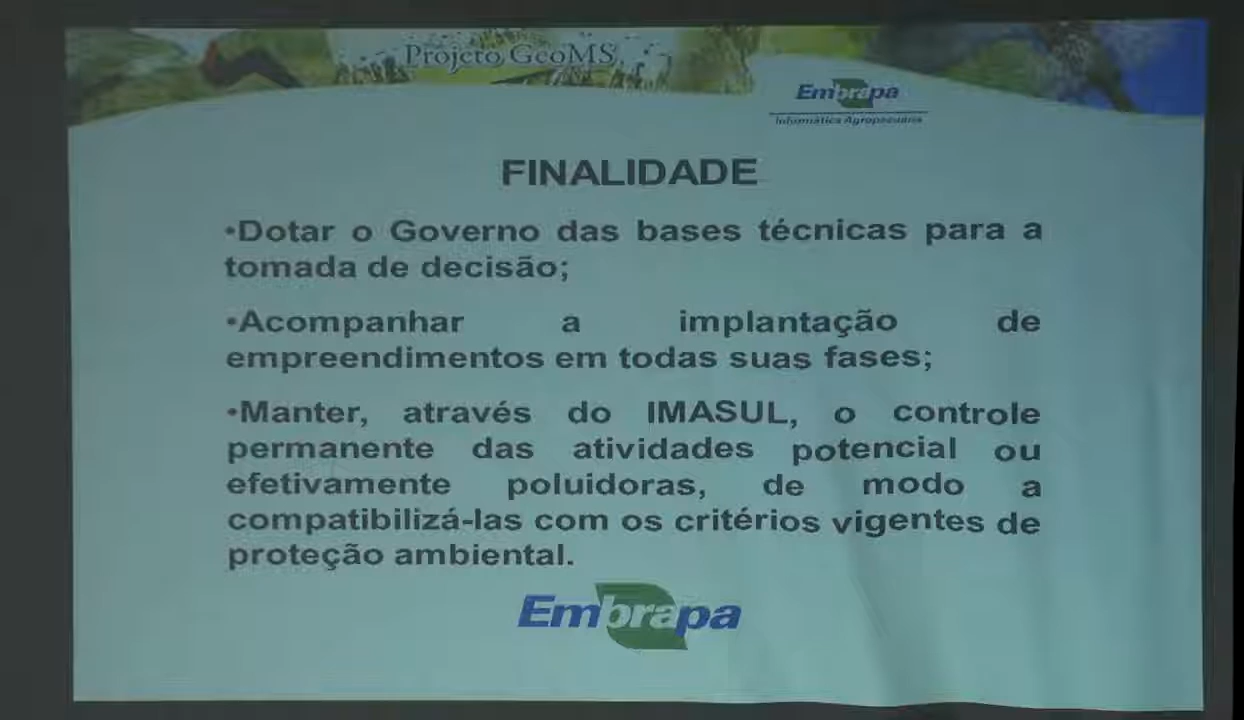 Projeto GeoMS
Embrapa
Informática Agropecuária
FINALIDADE
•Dotar o Governo das bases técnicas para a
tomada de decisão;
•Acompanhar a implantação de
empreendimentos em todas suas fases;
•Manter, através do IMASUL, o controle
permanente das atividades potencial ou
efetivamente poluidoras, de modo a
compatibilizá-las com os critérios vigentes de
proteção ambiental.
Embrapa